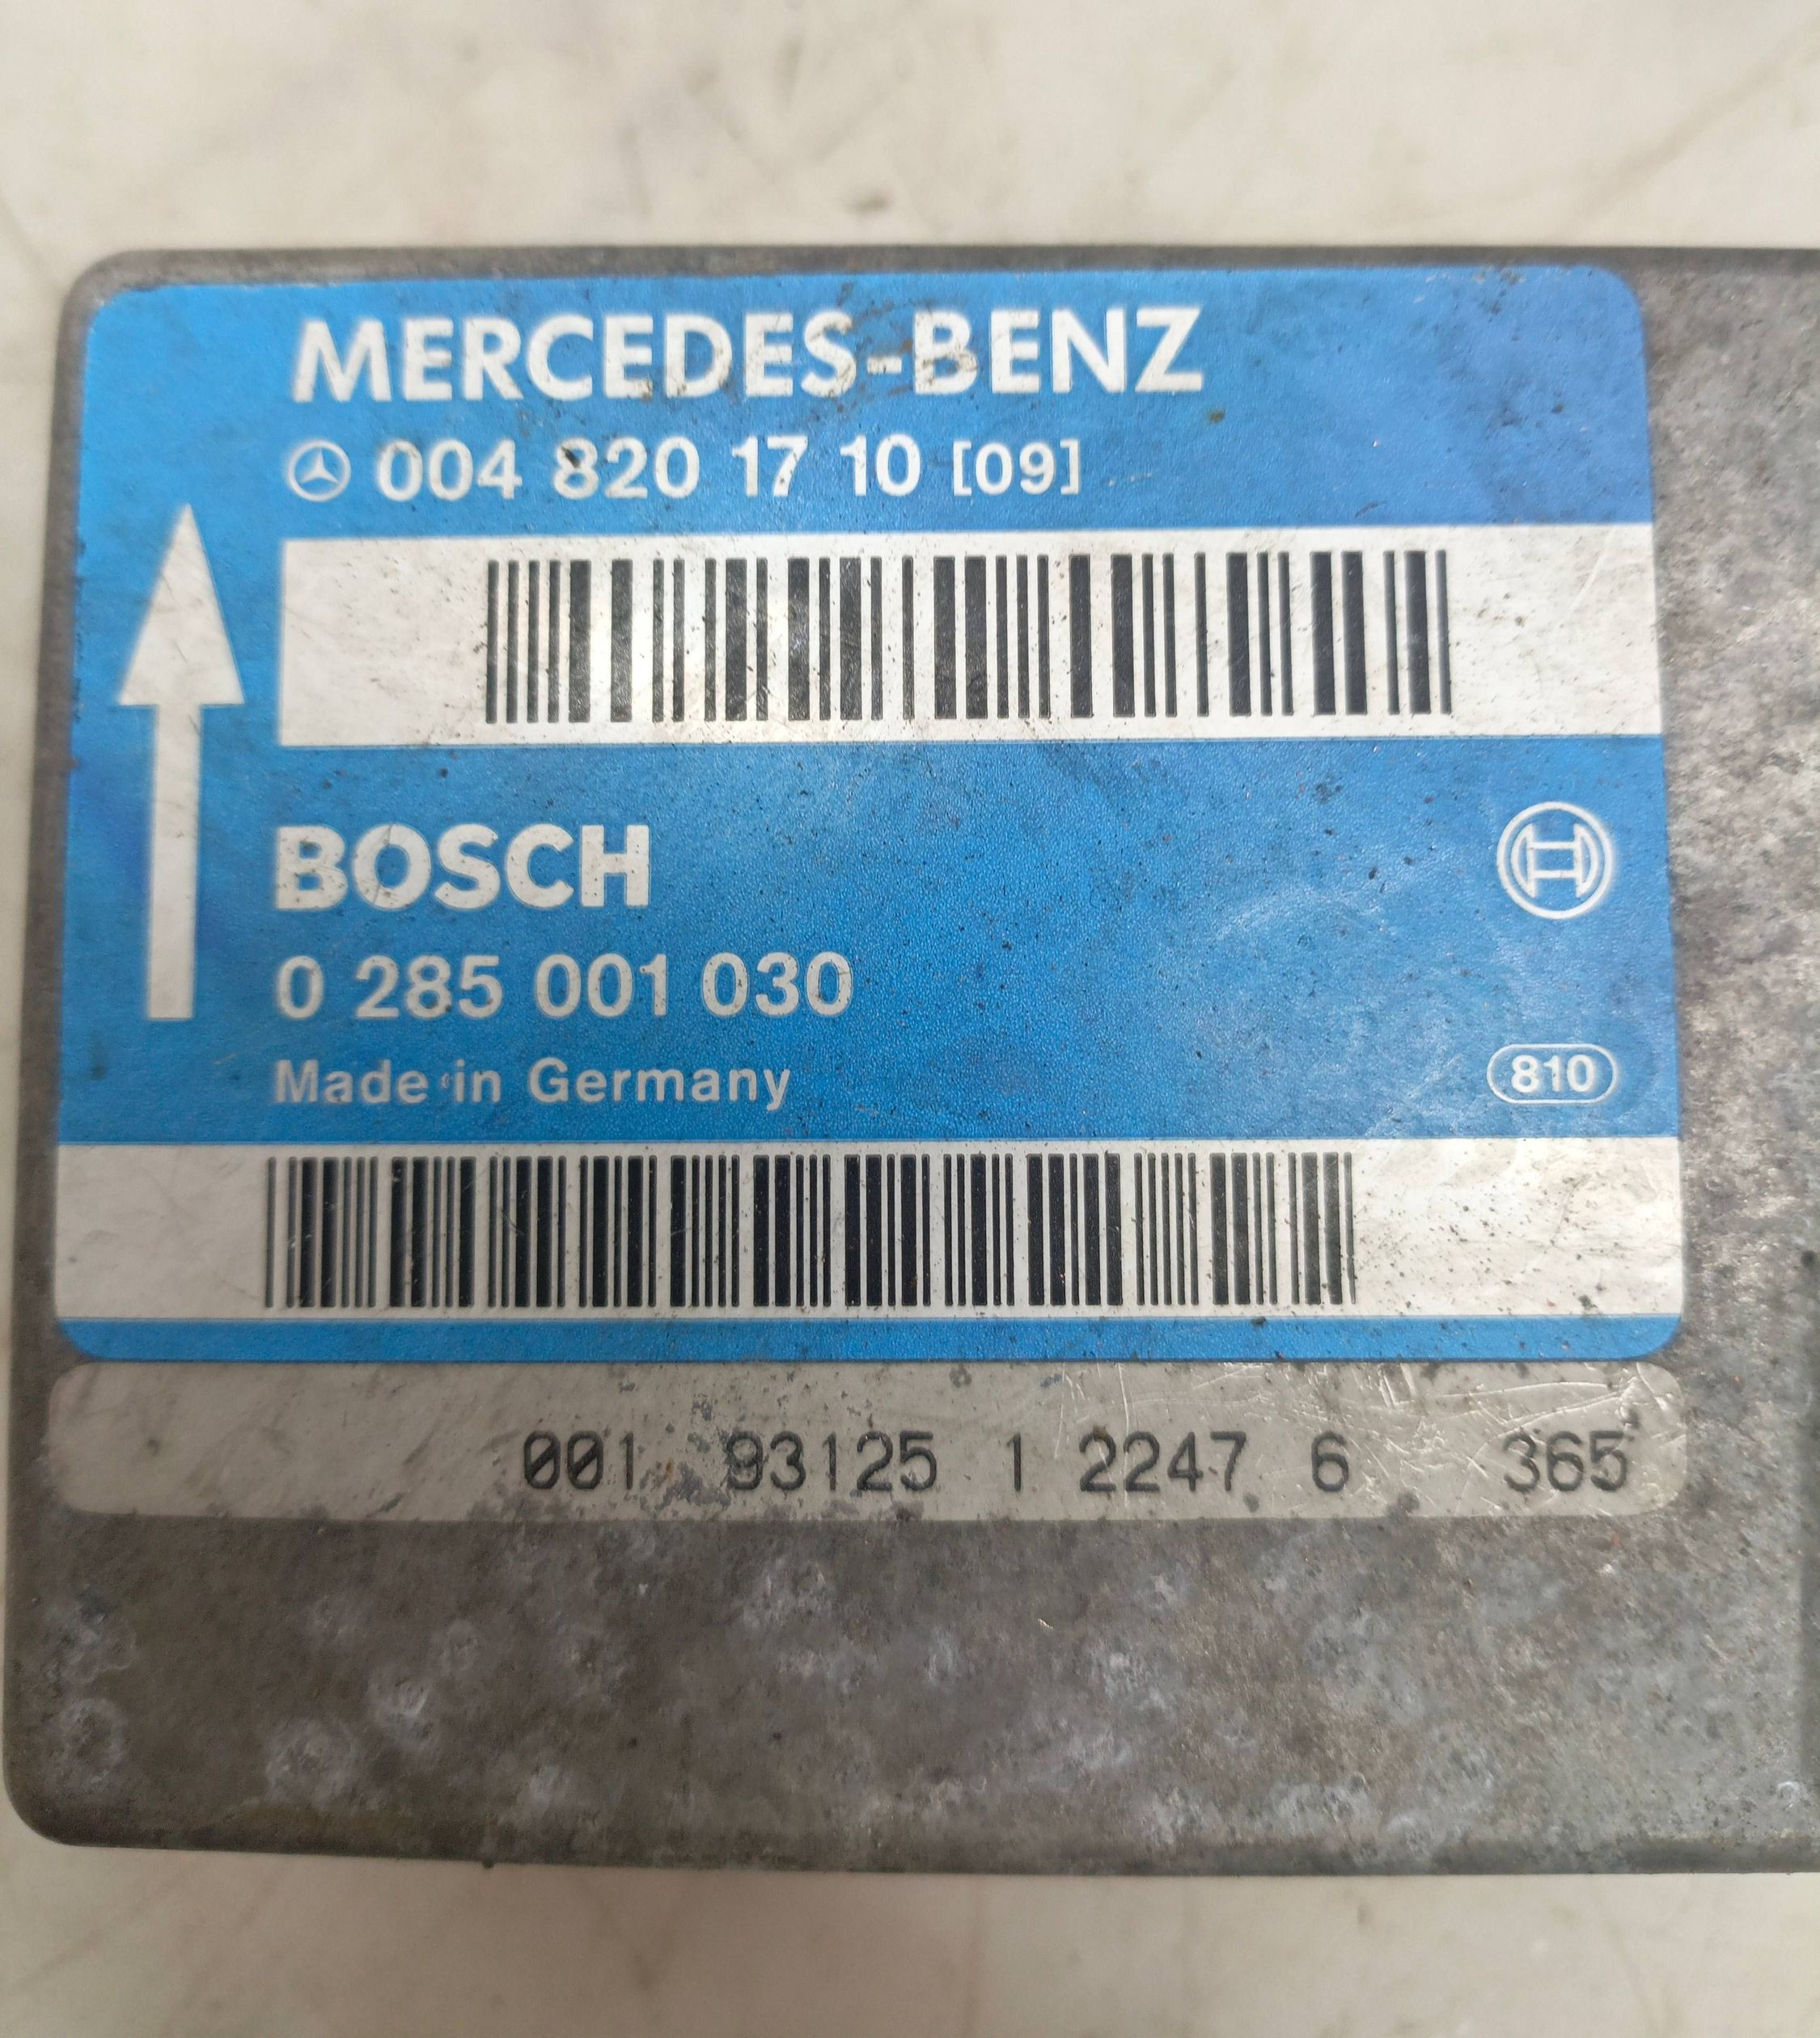 MERCEDES-BENZ
004 820 17 10 [09]
BOSCH
0 285 001 030
Made in Germany
810
001 93125 1 2247 6 365